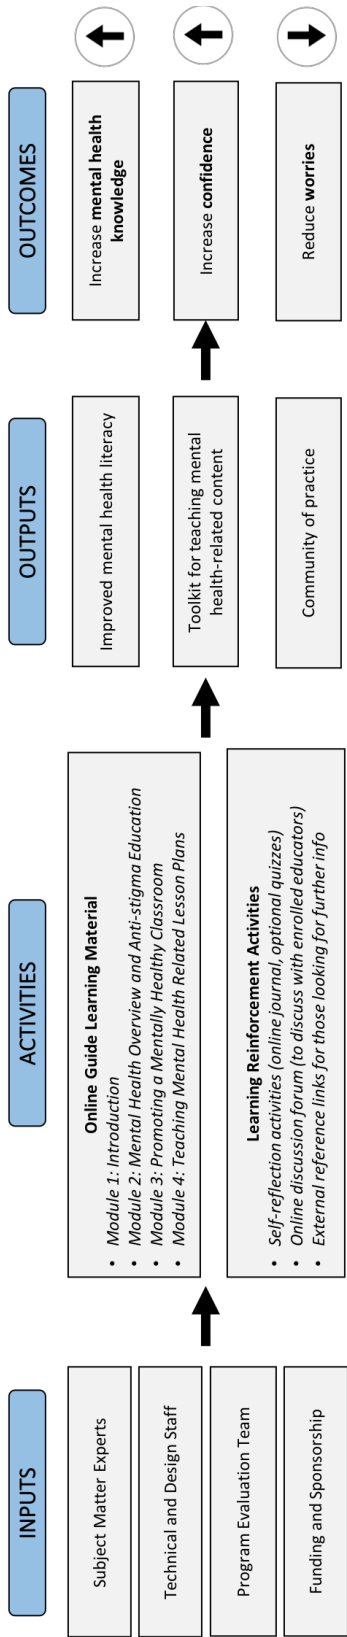 INPUTS
Subject Matter Experts
Technical and Design Staff
Program Evaluation Team
Funding and Sponsorship
ACTIVITIES
Online Guide Learning Material
• Module 1: Introduction
• Module 2: Mental Health Overview and Anti-stigma Education
• Module 3: Promoting a Mentally Healthy Classroom
• Module 4: Teaching Mental Health Related Lesson Plans
Learning Reinforcement Activities
• Self-reflection activities (online journal, optional quizzes)
• Online discussion forum (to discuss with enrolled educators)
• External reference links for those looking for further info
OUTPUTS
Improved mental health literacy
Toolkit for teaching mental
health-related content
Community of practice
OUTCOMES
Increase mental health
knowledge
Increase confidence
Reduce worries